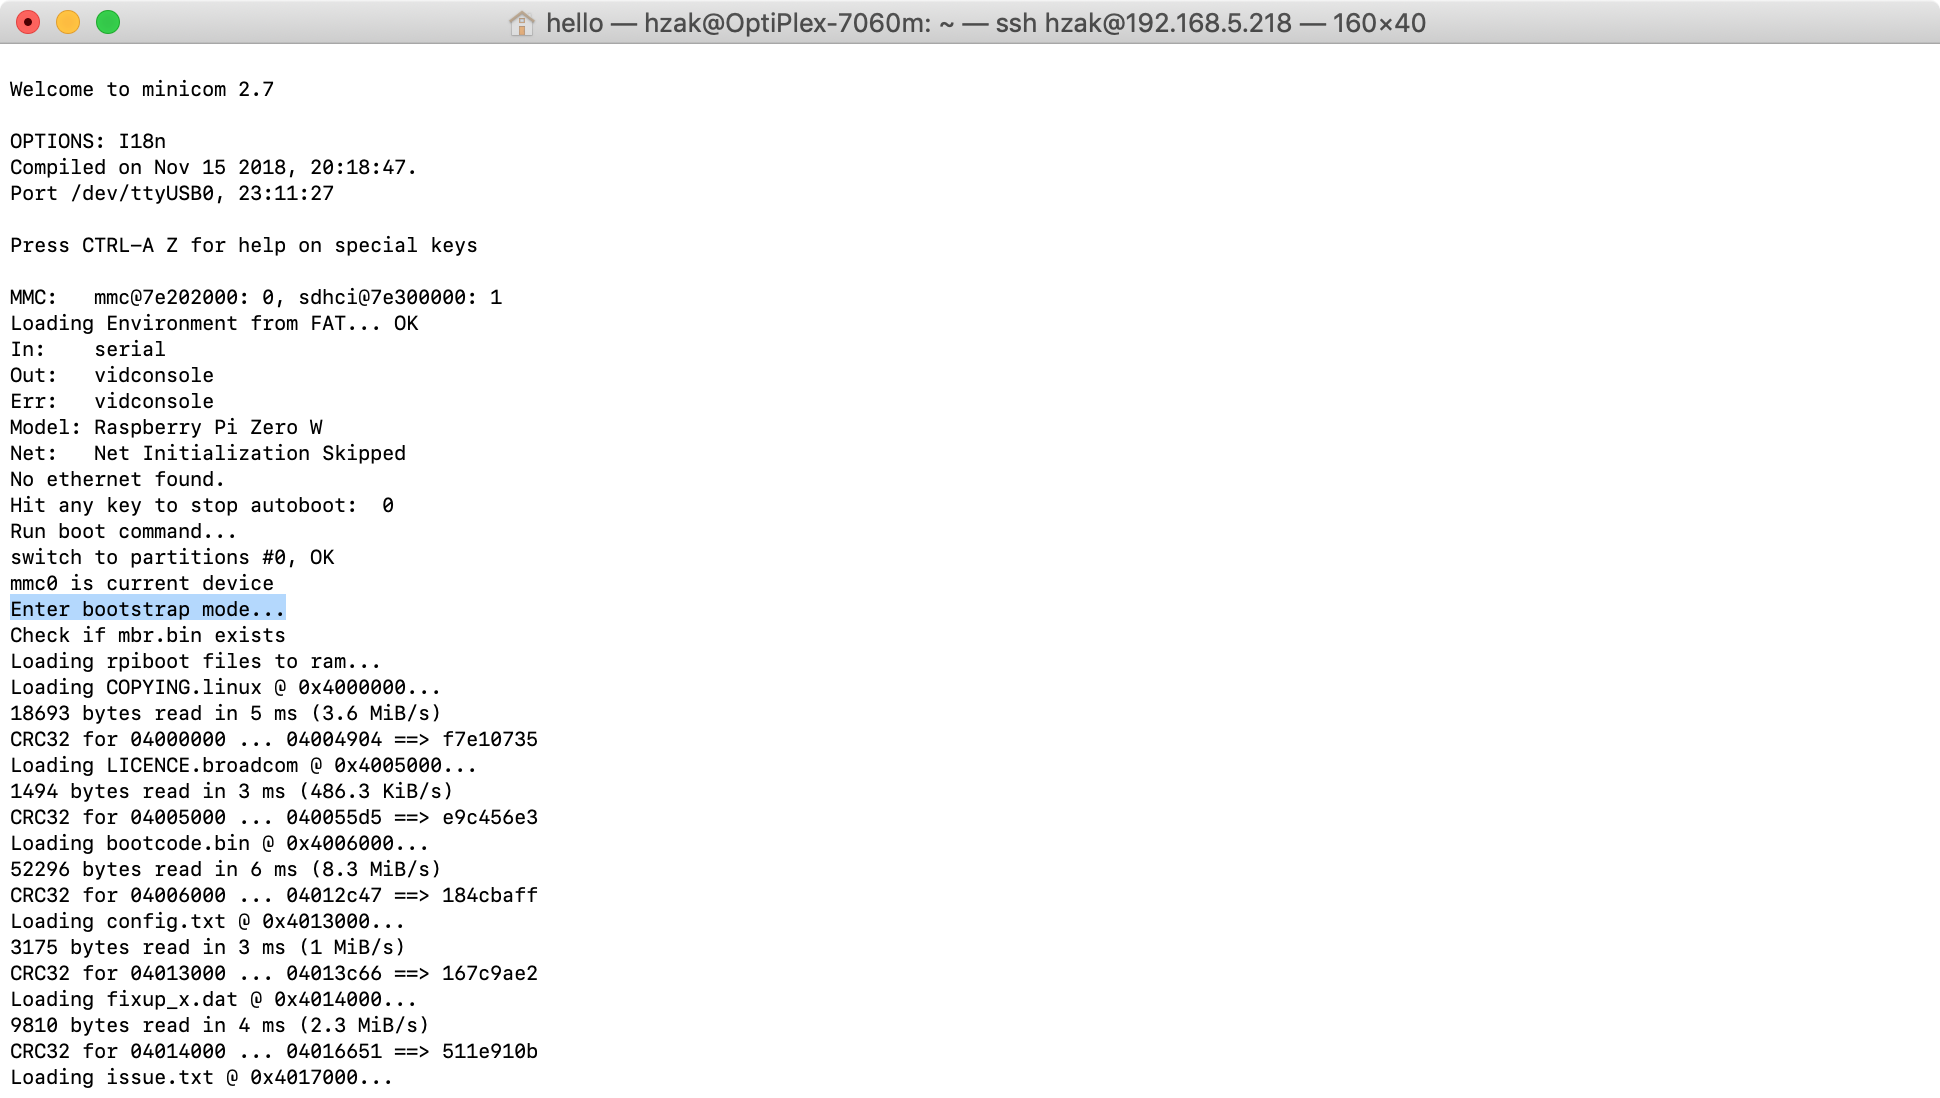 hello — hzak@OptiPlex-7060m: ~ — ssh hzak@192.168.5.218 — 160×40
Welcome to minicom 2.7
OPTIONS: I18n
Compiled on Nov 15 2018, 20:18:47.
Port /dev/ttyUSB0, 23:11:27
Press CTRL-A Z for help on special keys
MMC:   mmc@7e202000: 0, sdhci@7e300000: 1
Loading Environment from FAT... OK
In:    serial
Out:   vidconsole
Err:   vidconsole
Model: Raspberry Pi Zero W
Net:   Net Initialization Skipped
No ethernet found.
Hit any key to stop autoboot:  0
Run boot command...
switch to partitions #0, OK
mmc0 is current device
Enter bootstrap mode...
Check if mbr.bin exists
Loading rpiboot files to ram...
Loading COPYING.linux @ 0x4000000...
18693 bytes read in 5 ms (3.6 MiB/s)
CRC32 for 04000000 ... 04004904 ==> f7e10735
Loading LICENCE.broadcom @ 0x4005000...
1494 bytes read in 3 ms (486.3 KiB/s)
CRC32 for 04005000 ... 040055d5 ==> e9c456e3
Loading bootcode.bin @ 0x4006000...
52296 bytes read in 6 ms (8.3 MiB/s)
CRC32 for 04006000 ... 04012c47 ==> 184cbaff
Loading config.txt @ 0x4013000...
3175 bytes read in 3 ms (1 MiB/s)
CRC32 for 04013000 ... 04013c66 ==> 167c9ae2
Loading fixup_x.dat @ 0x4014000...
9810 bytes read in 4 ms (2.3 MiB/s)
CRC32 for 04014000 ... 04016651 ==> 511e910b
Loading issue.txt @ 0x4017000...